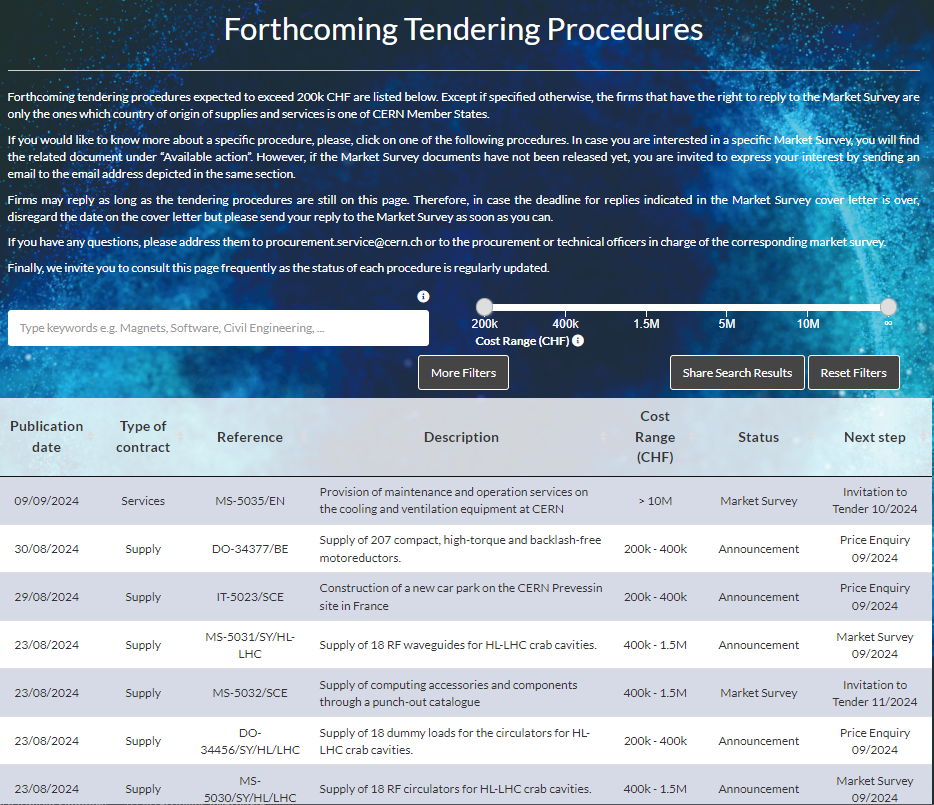 Forthcoming Tendering Procedures
Forthcoming tendering procedures expected to exceed 200k CHF are listed below. Except if specified otherwise, the firms that have the right to reply to the Market Survey are
only the ones which country of origin of supplies and services is one of CERN Member States.
If you would like to know more about a specific procedure, please, click on one of the following procedures. In case you are interested in a specific Market Survey, you will find
the related document under “Available action”. However, if the Market Survey documents have not been released yet, you are invited to express your interest by sending an
email to the email address depicted in the same section.
Firms may reply as long as the tendering procedures are still on this page. Therefore, in case the deadline for replies indicated in the Market Survey cover letter is over,
disregard the date on the cover letter but please send your reply to the Market Survey as soon as you can.
If you have any questions, please address them to procurement.service@cern.ch or to the procurement or technical officers in charge of the corresponding market survey.
Finally, we invite you to consult this page frequently as the status of each procedure is regularly updated.
Type keywords e.g. Magnets, Software, Civil Engineering, ...
200k 400k 1.5M 5M 10M ∞
Cost Range (CHF)
More Filters Share Search Results Reset Filters
Publication date Type of contract Reference Description Cost Range (CHF) Status Next step
09/09/2024 Services MS-5035/EN Provision of maintenance and operation services on the cooling and ventilation equipment at CERN > 10M Market Survey Invitation to Tender 10/2024
30/08/2024 Supply DO-34377/BE Supply of 207 compact, high-torque and backlash-free motoreductors. 200k - 400k Announcement Price Enquiry 09/2024
29/08/2024 Supply IT-5023/SCE Construction of a new car park on the CERN Prevessin site in France 200k - 400k Announcement Price Enquiry 09/2024
23/08/2024 Supply MS-5031/SY/HL-LHC Supply of 18 RF waveguides for HL-LHC crab cavities. 400k - 1.5M Announcement Market Survey 09/2024
23/08/2024 Supply MS-5032/SCE Supply of computing accessories and components through a punch-out catalogue 400k - 1.5M Market Survey Invitation to Tender 11/2024
23/08/2024 Supply DO-34456/SY/HL/LHC Supply of 18 dummy loads for the circulators for HL-LHC crab cavities. 200k - 400k Announcement Price Enquiry 09/2024
23/08/2024 Supply MS-5030/SY/HL/LHC Supply of 18 RF circulators for HL-LHC crab cavities. 400k - 1.5M Announcement Market Survey 09/2024